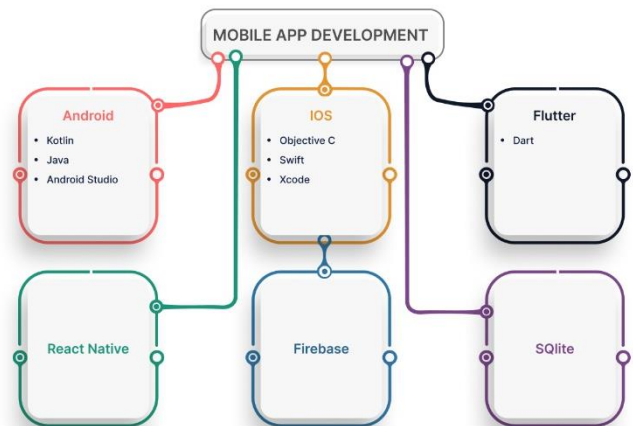 MOBILE APP DEVELOPMENT
Android
• Kotlin
• Java
• Android Studio
IOS
• Objective C
• Swift
• Xcode
Flutter
• Dart
React Native
Firebase
SQlite